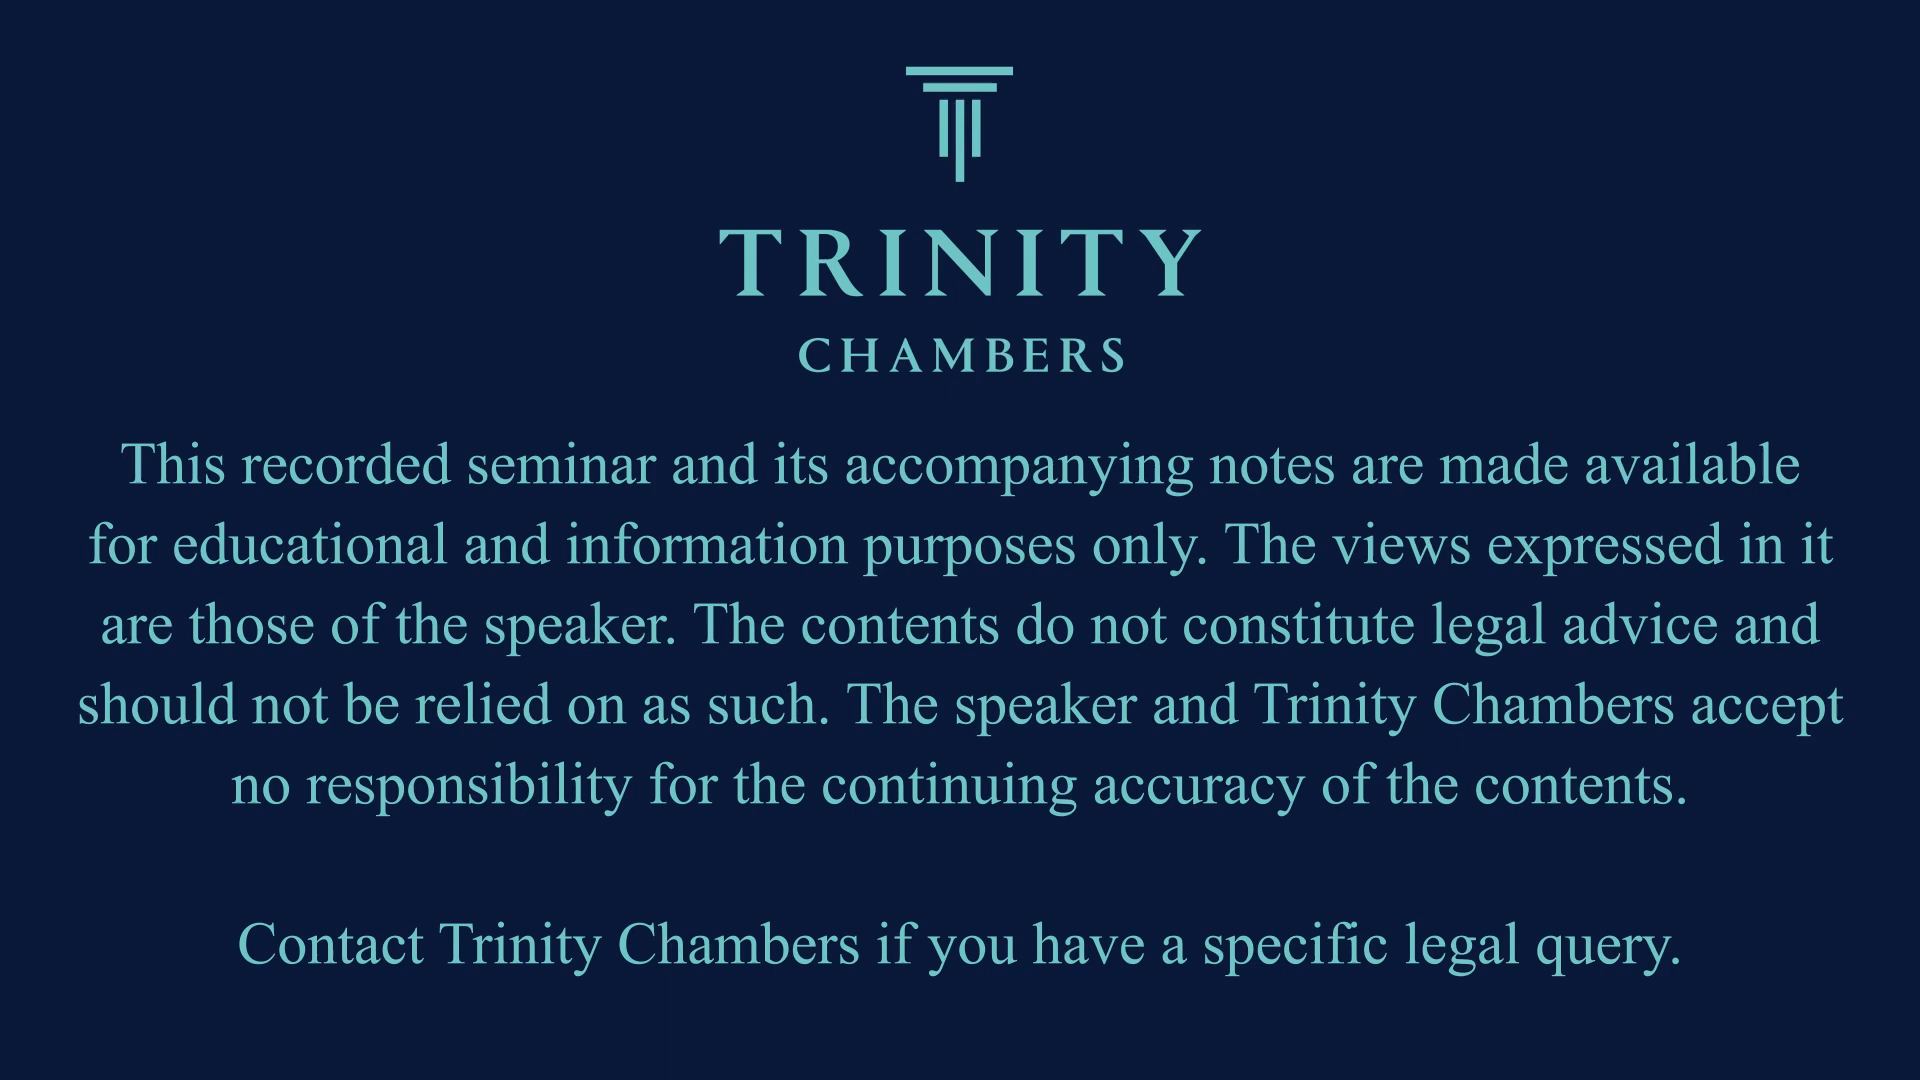 TRINITY
CHAMBERS
This recorded seminar and its accompanying notes are made available
for educational and information purposes only. The views expressed in it
are those of the speaker. The contents do not constitute legal advice and
should not be relied on as such. The speaker and Trinity Chambers accept
no responsibility for the continuing accuracy of the contents.
Contact Trinity Chambers if you have a specific legal query.